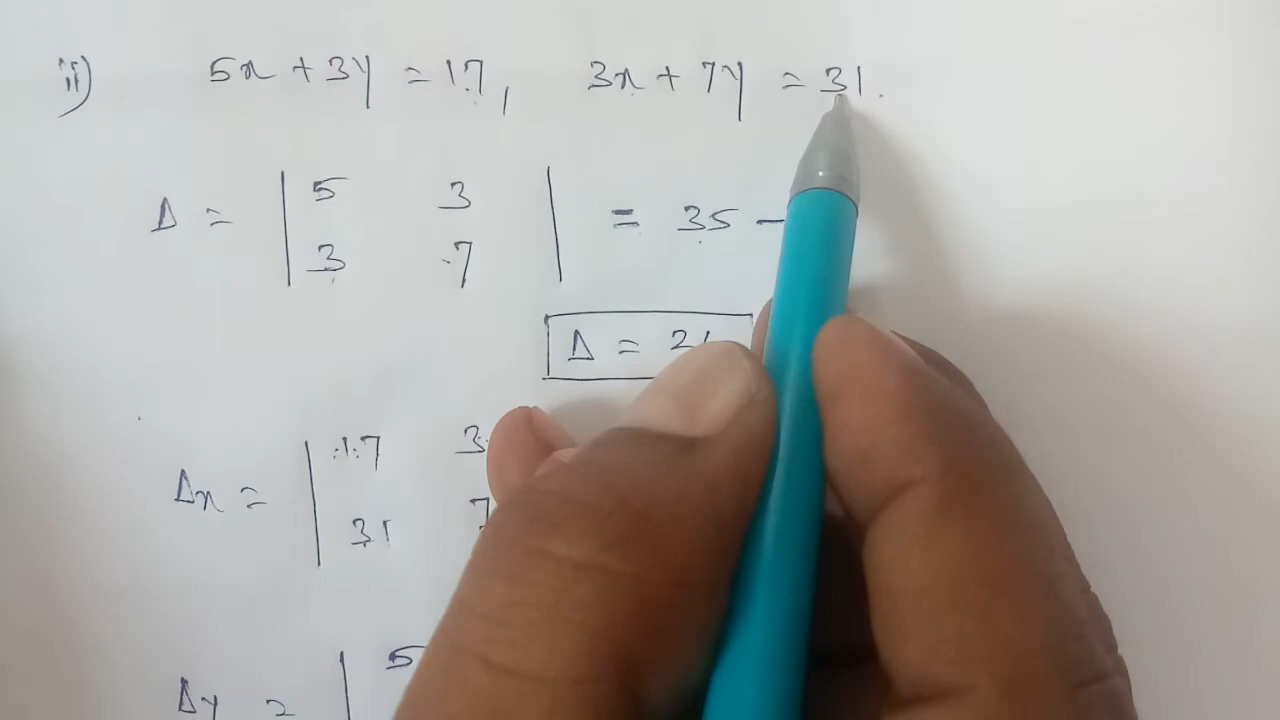 ii) 5x + 3y = 17, 3x + 7y = 31.
Δ = | 5 3 | = 35 -
3 7
Δ = 26
Δx = | 17 3
31 7
Δy = | 5